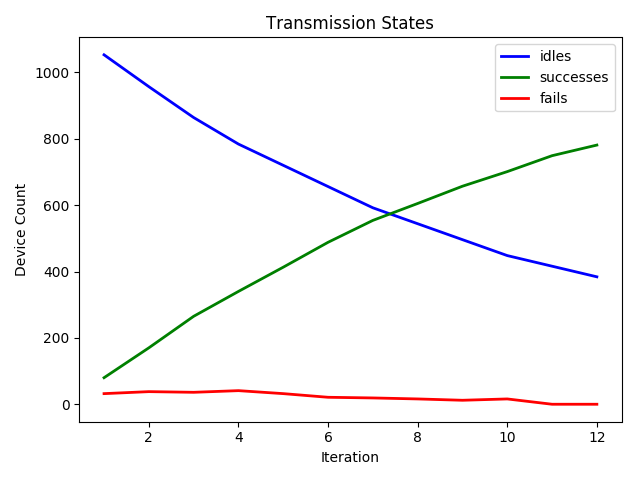 Transmission States
idles
successes
fails
Device Count
1000
800
600
400
200
0
2 4 6 8 10 12
Iteration